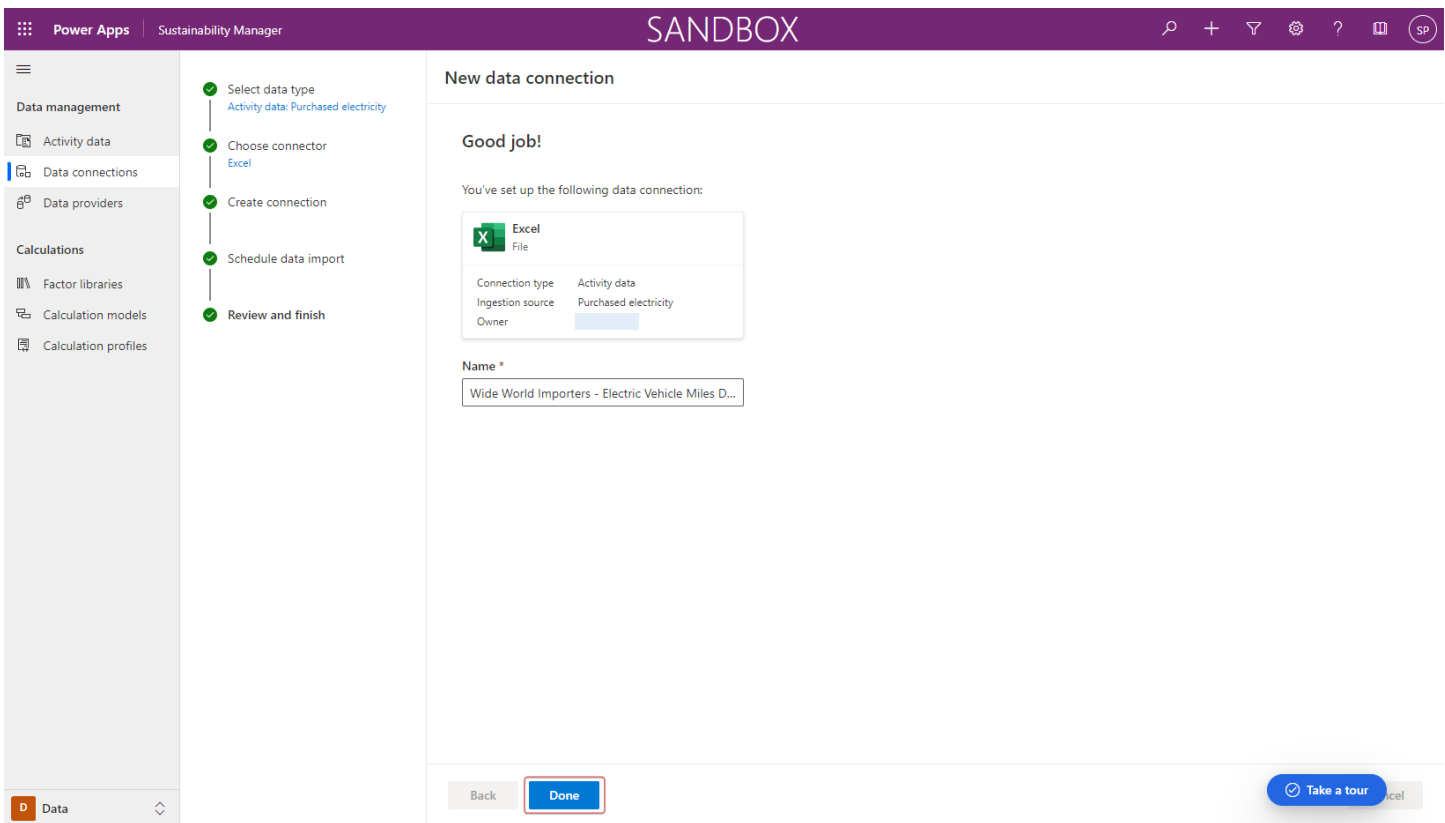 Power Apps
Sustainability Manager
SANDBOX
SP
Data management
Activity data
Data connections
Data providers
Calculations
Factor libraries
Calculation models
Calculation profiles
D
Data
Select data type
Activity data: Purchased electricity
Choose connector
Excel
Create connection
Schedule data import
Review and finish
New data connection
Good job!
You've set up the following data connection:
X
Excel
File
Connection type Activity data
Ingestion source Purchased electricity
Owner
Name *
Wide World Importers - Electric Vehicle Miles D...
Back
Done
Take a tour